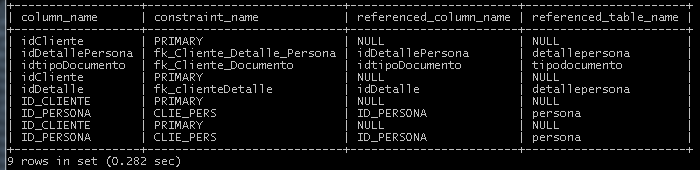 | column_name | constraint_name | referenced_column_name | referenced_table_name |
| idCliente | PRIMARY | NULL | NULL |
| idDetallePersona | fk_Cliente_Detalle_Persona | idDetallePersona | detallepersona |
| idtipoDocumento | fk_Cliente_Documento | idtipoDocumento | tipodocumento |
| idCliente | PRIMARY | NULL | NULL |
| idDetalle | fk_clienteDetalle | idDetalle | detallepersona |
| ID_CLIENTE | PRIMARY | NULL | NULL |
| ID_PERSONA | CLIE_PERS | ID_PERSONA | persona |
| ID_CLIENTE | PRIMARY | NULL | NULL |
| ID_PERSONA | CLIE_PERS | ID_PERSONA | persona |
9 rows in set (0.282 sec)